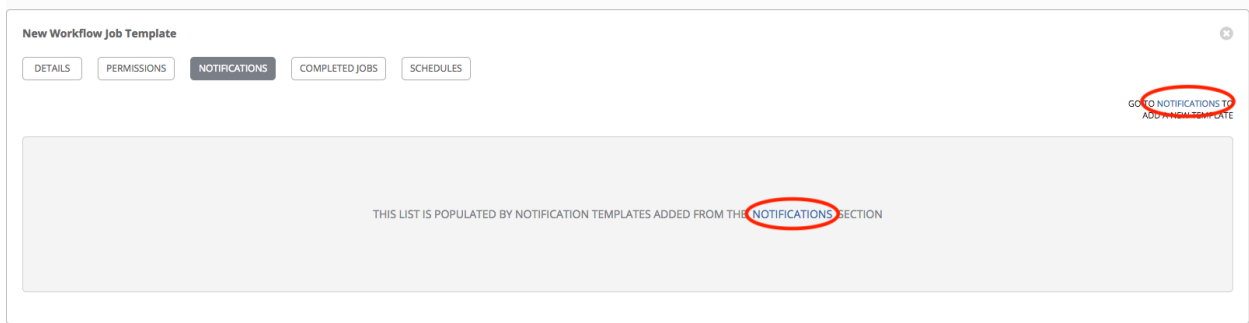 New Workflow Job Template
DETAILS PERMISSIONS NOTIFICATIONS COMPLETED JOBS SCHEDULES
GO TO NOTIFICATIONS TO
ADD A NEW TEMPLATE
THIS LIST IS POPULATED BY NOTIFICATION TEMPLATES ADDED FROM THE NOTIFICATIONS SECTION